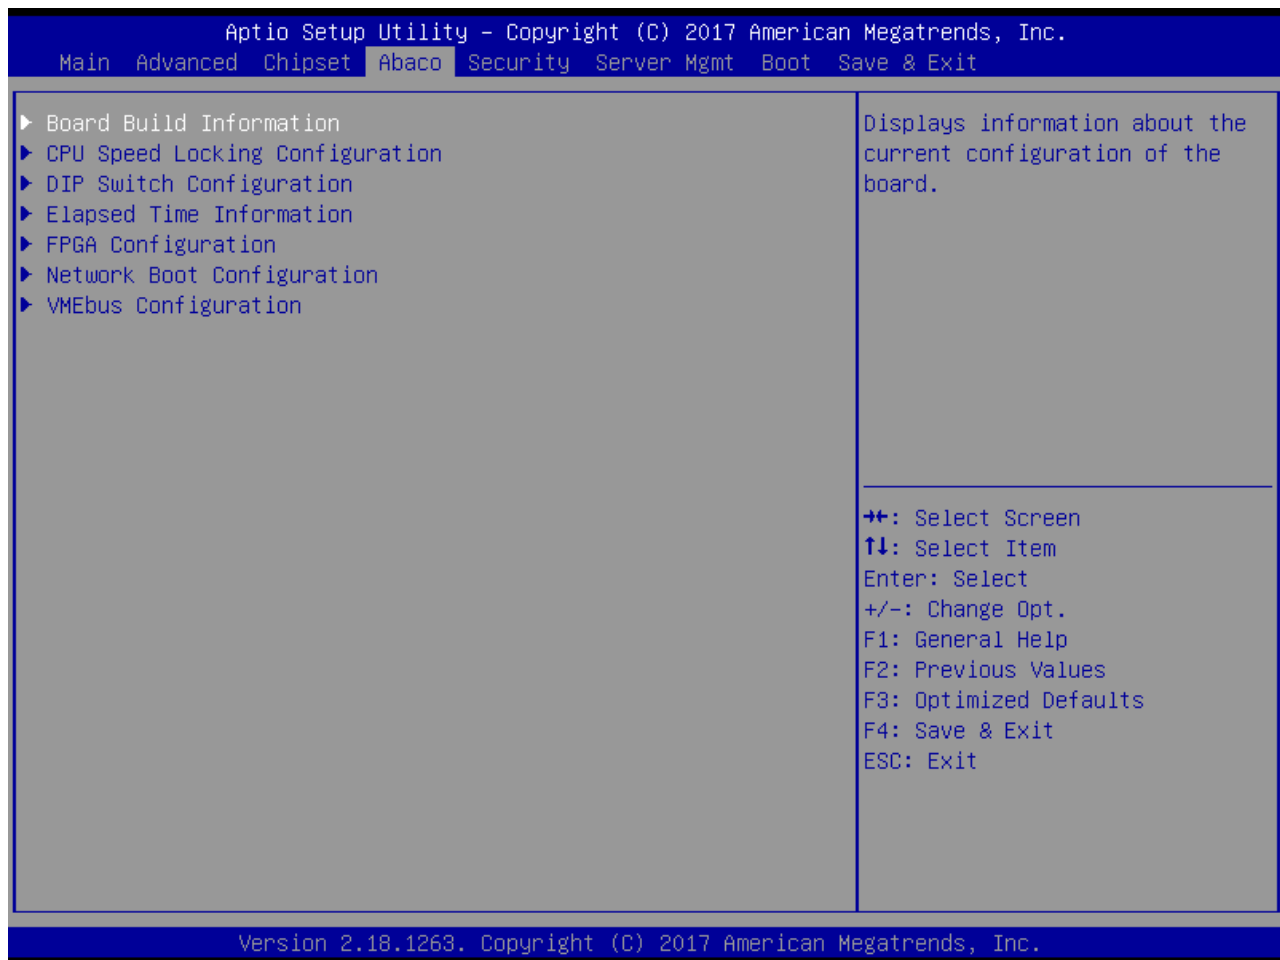 Aptio Setup Utility – Copyright (C) 2017 American Megatrends, Inc.
Main Advanced Chipset Abaco Security Server Mgmt Boot Save & Exit
Board Build Information
CPU Speed Locking Configuration
DIP Switch Configuration
Elapsed Time Information
FPGA Configuration
Network Boot Configuration
VMEbus Configuration
Displays information about the
current configuration of the
board.
→←: Select Screen
↑↓: Select Item
Enter: Select
+/-: Change Opt.
F1: General Help
F2: Previous Values
F3: Optimized Defaults
F4: Save & Exit
ESC: Exit
Version 2.18.1263. Copyright (C) 2017 American Megatrends, Inc.